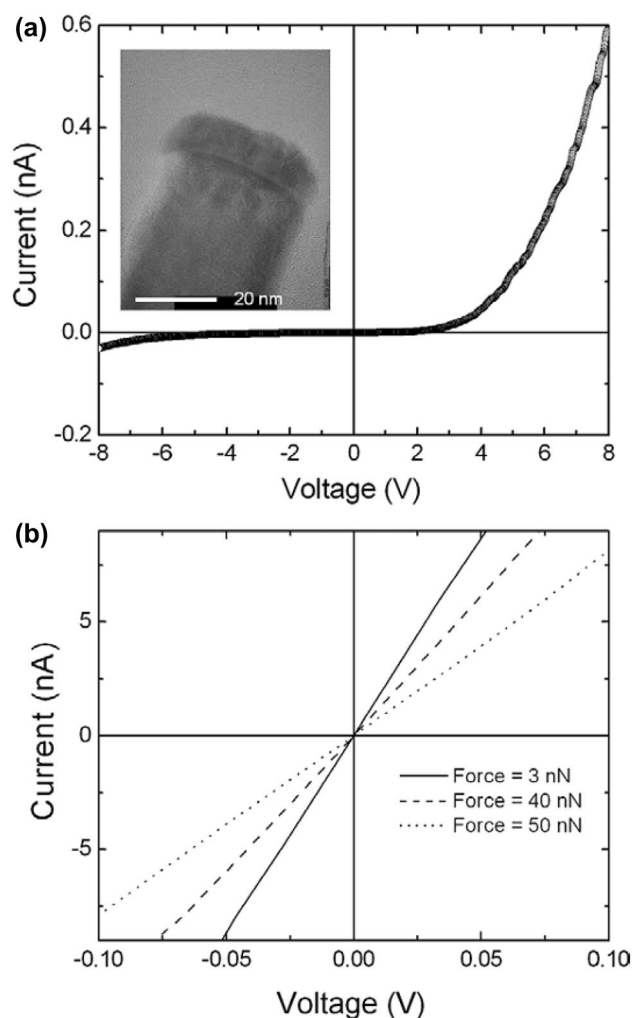 (a)
0.6
0.4
0.2
0.0
-0.2
Current (nA)
20 nm
-8 -6 -4 -2 0 2 4 6 8
Voltage (V)
(b)
5
0
-5
Current (nA)
Force = 3 nN
Force = 40 nN
Force = 50 nN
-0.10 -0.05 0.00 0.05 0.10
Voltage (V)